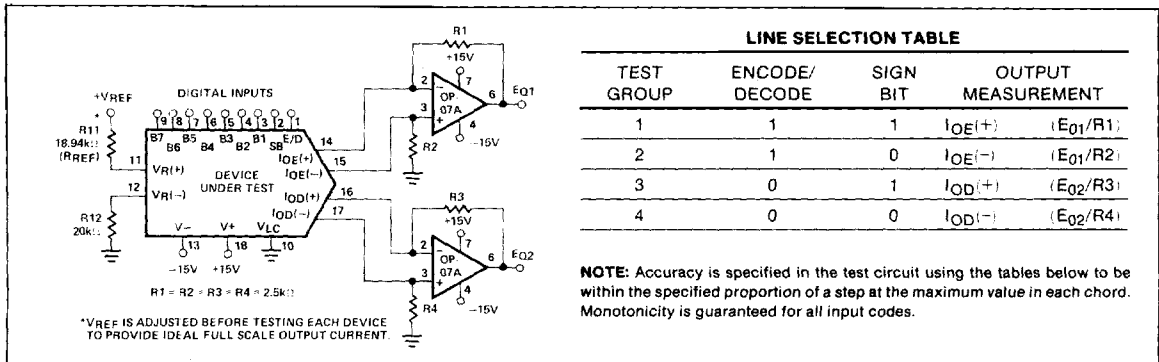 R1
+15V
2
7
OP-
07A
6
EO1
3
4
-15V
R2
+VREF
*
DIGITAL INPUTS
9 8 7 6 5 4 3 2 1
B7 B5 B3 B1 E/D
B6 B4 B2 SB
R11
18.94kΩ
(RREF)
11
VR(+)
12
VR(-)
DEVICE
UNDER TEST
IOE(+)
14
IOE(-)
15
IOD(+)
16
IOD(-)
17
R12
20kΩ
V-
V+
VLC
13
18
10
-15V
+15V
R3
+15V
2
7
OP-
07A
6
EO2
3
4
-15V
R4
R1 = R2 = R3 = R4 = 2.5kΩ
*VREF IS ADJUSTED BEFORE TESTING EACH DEVICE
TO PROVIDE IDEAL FULL SCALE OUTPUT CURRENT.
LINE SELECTION TABLE
TEST GROUP ENCODE/ DECODE SIGN BIT OUTPUT MEASUREMENT
1 1 1 IOE(+) (E01/R1)
2 1 0 IOE(-) (E01/R2)
3 0 1 IOD(+) (E02/R3)
4 0 0 IOD(-) (E02/R4)
NOTE: Accuracy is specified in the test circuit using the tables below to be
within the specified proportion of a step at the maximum value in each chord.
Monotonicity is guaranteed for all input codes.